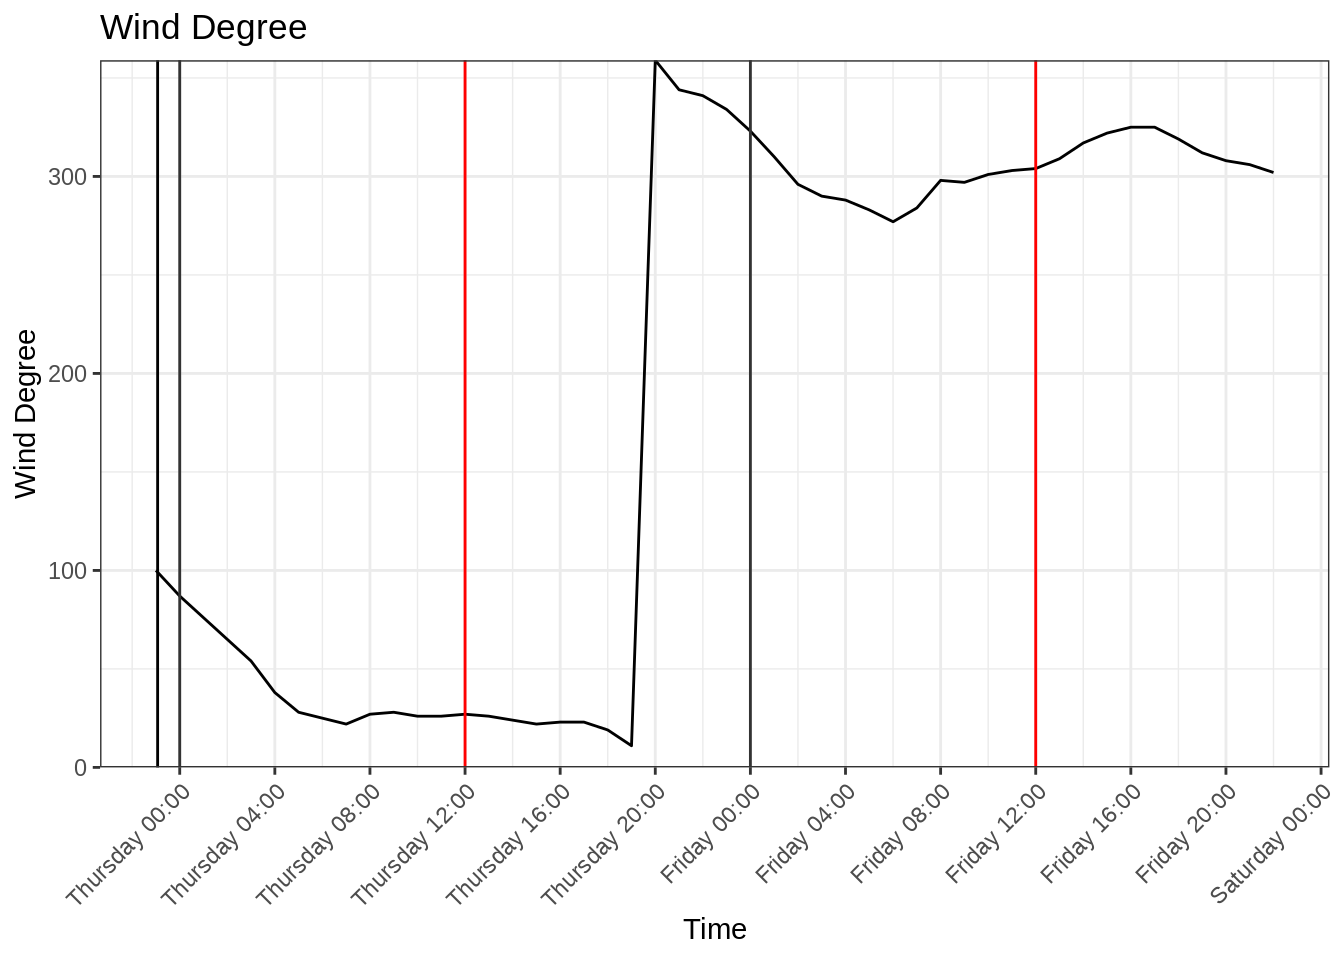 Wind Degree
Wind Degree
300
200
100
0
Thursday 00:00
Thursday 04:00
Thursday 08:00
Thursday 12:00
Thursday 16:00
Thursday 20:00
Friday 00:00
Friday 04:00
Friday 08:00
Friday 12:00
Friday 16:00
Friday 20:00
Saturday 00:00
Time